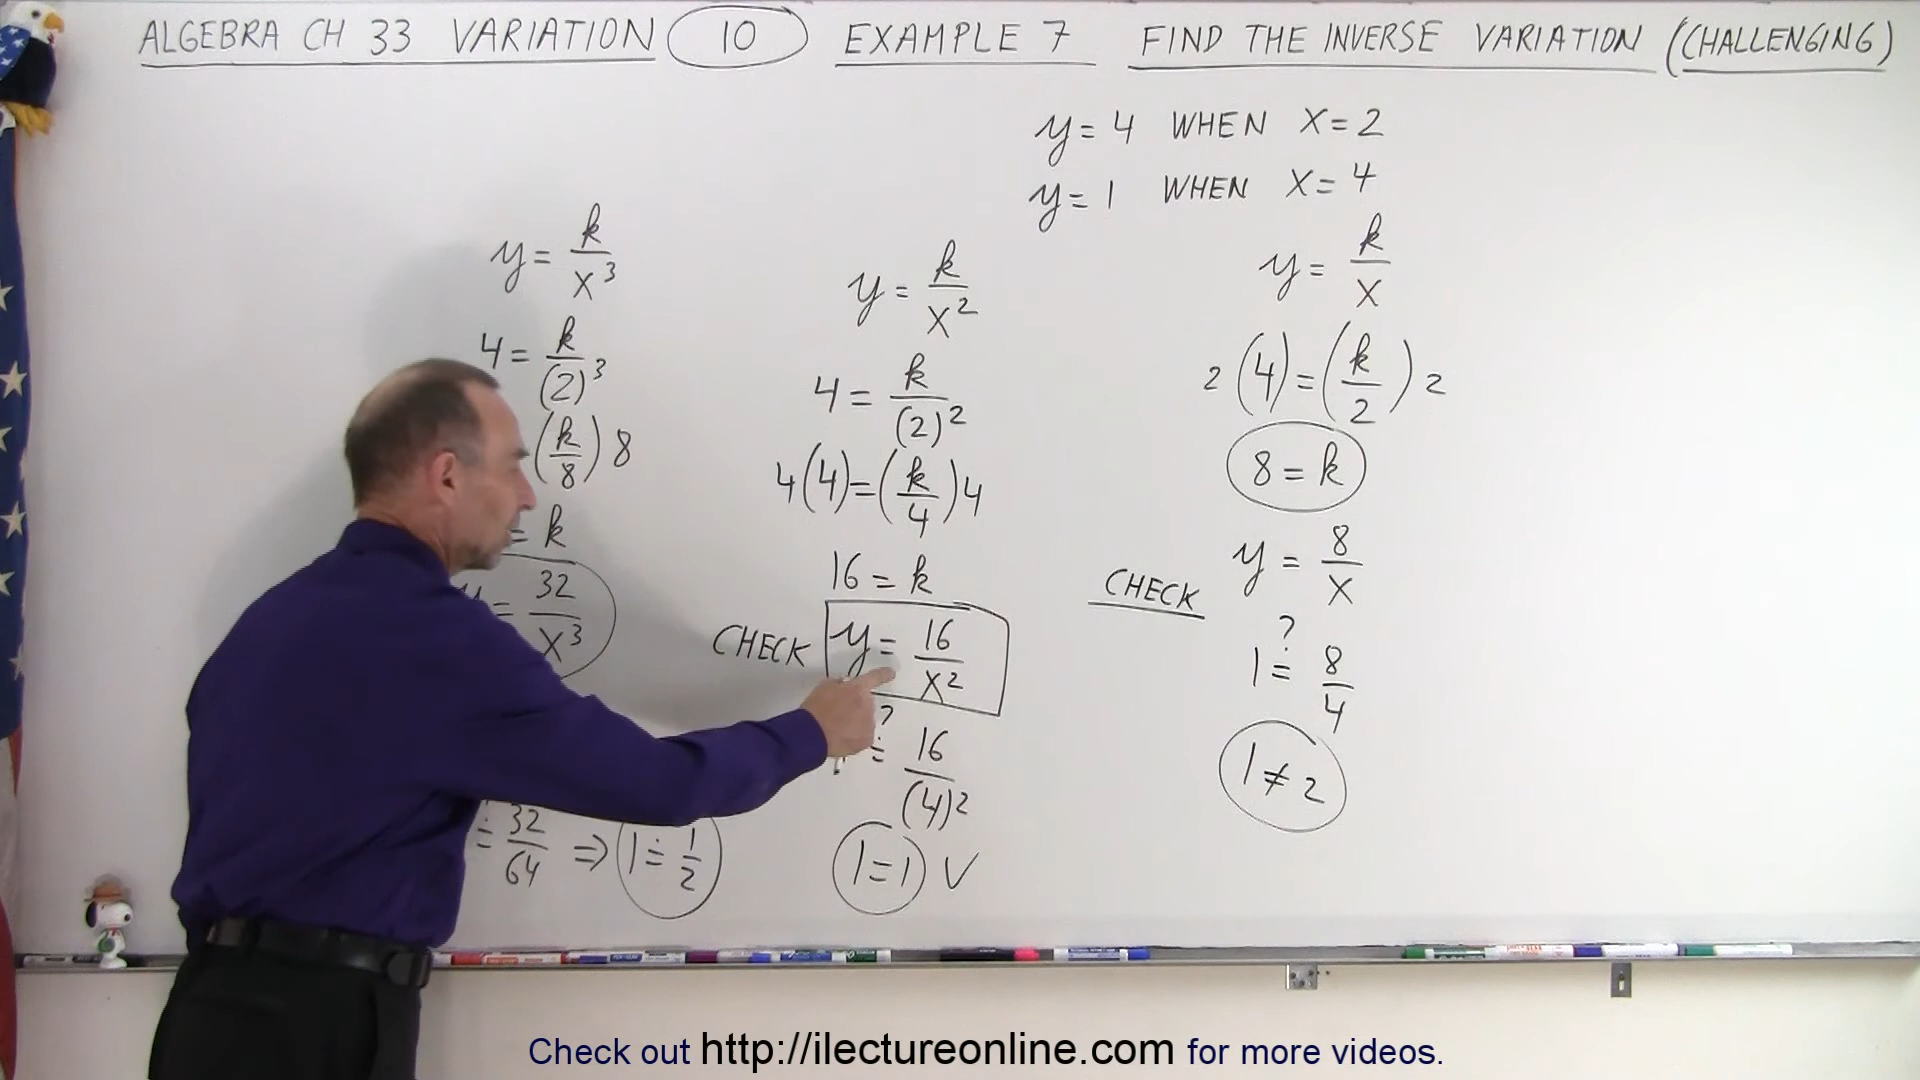 ALGEBRA CH 33 VARIATION 10 EXAMPLE 7 FIND THE INVERSE VARIATION (CHALLENGING)
y = 4 WHEN X = 2
y = 1 WHEN X = 4
y = k/X³
4 = k/(2)³
(k/8) 8
= k
y = 32/X³
= 32/64 ⇒ 1 ≐ 1/2
y = k/X²
4 = k/(2)²
4(4) = (k/4)4
16 = k
CHECK y = 16/X²
?
= 16/(4)²
1 = 1 V
y = k/X
2(4) = (k/2)2
8 = k
y = 8/X
CHECK
?
1 = 8/4
1 ≠ 2
Check out http://ilectureonline.com for more videos.